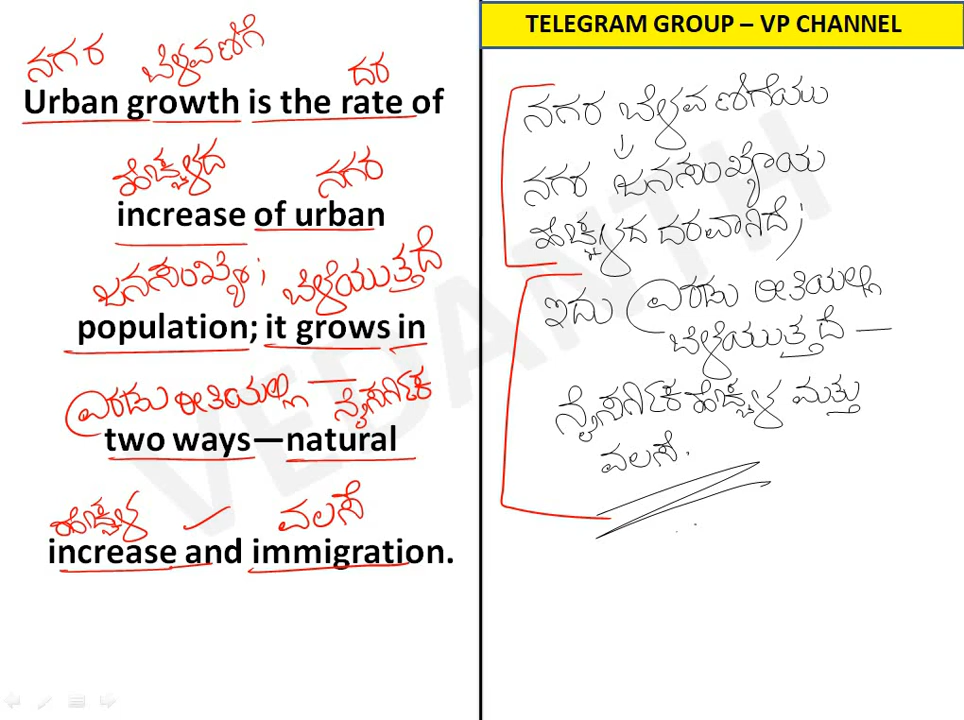 ನಗರ ಬೆಳವಣಿಗೆ ದರ
Urban growth is the rate of
ಹೆಚ್ಚಳದ ನಗರ
increase of urban
ಜನಸಂಖ್ಯೆ; ಬೆಳೆಯುತ್ತದೆ
population; it grows in
ಎರಡು ರೀತಿಯಲ್ಲಿ — ನೈಸರ್ಗಿಕ
two ways—natural
ಹೆಚ್ಚಳ ವಲಸೆ
increase and immigration.
TELEGRAM GROUP – VP CHANNEL
ನಗರ ಬೆಳವಣಿಗೆಯು
ನಗರ ಜನಸಂಖ್ಯೆಯ
ಹೆಚ್ಚಳದ ದರವಾಗಿದೆ;
ಇದು ಎರಡು ರೀತಿಯಲ್ಲಿ
ಬೆಳೆಯುತ್ತದೆ —
ನೈಸರ್ಗಿಕ ಹೆಚ್ಚಳ ಮತ್ತು
ವಲಸೆ.
VEDANTH